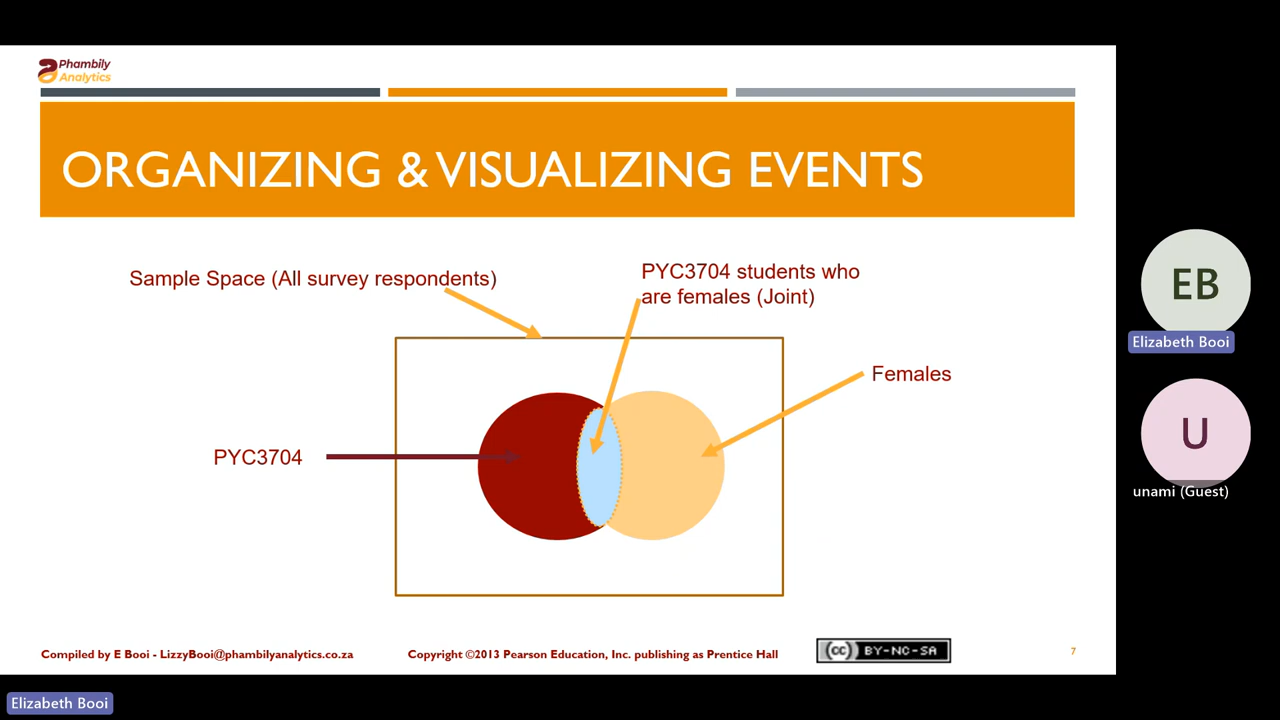 Phambily
Analytics
ORGANIZING & VISUALIZING EVENTS
Sample Space (All survey respondents)
PYC3704 students who
are females (Joint)
Females
PYC3704
EB
Elizabeth Booi
U
unami (Guest)
Compiled by E Booi - LizzyBooi@phambilyanalytics.co.za
Copyright ©2013 Pearson Education, Inc. publishing as Prentice Hall
cc BY-NC-SA
7
Elizabeth Booi